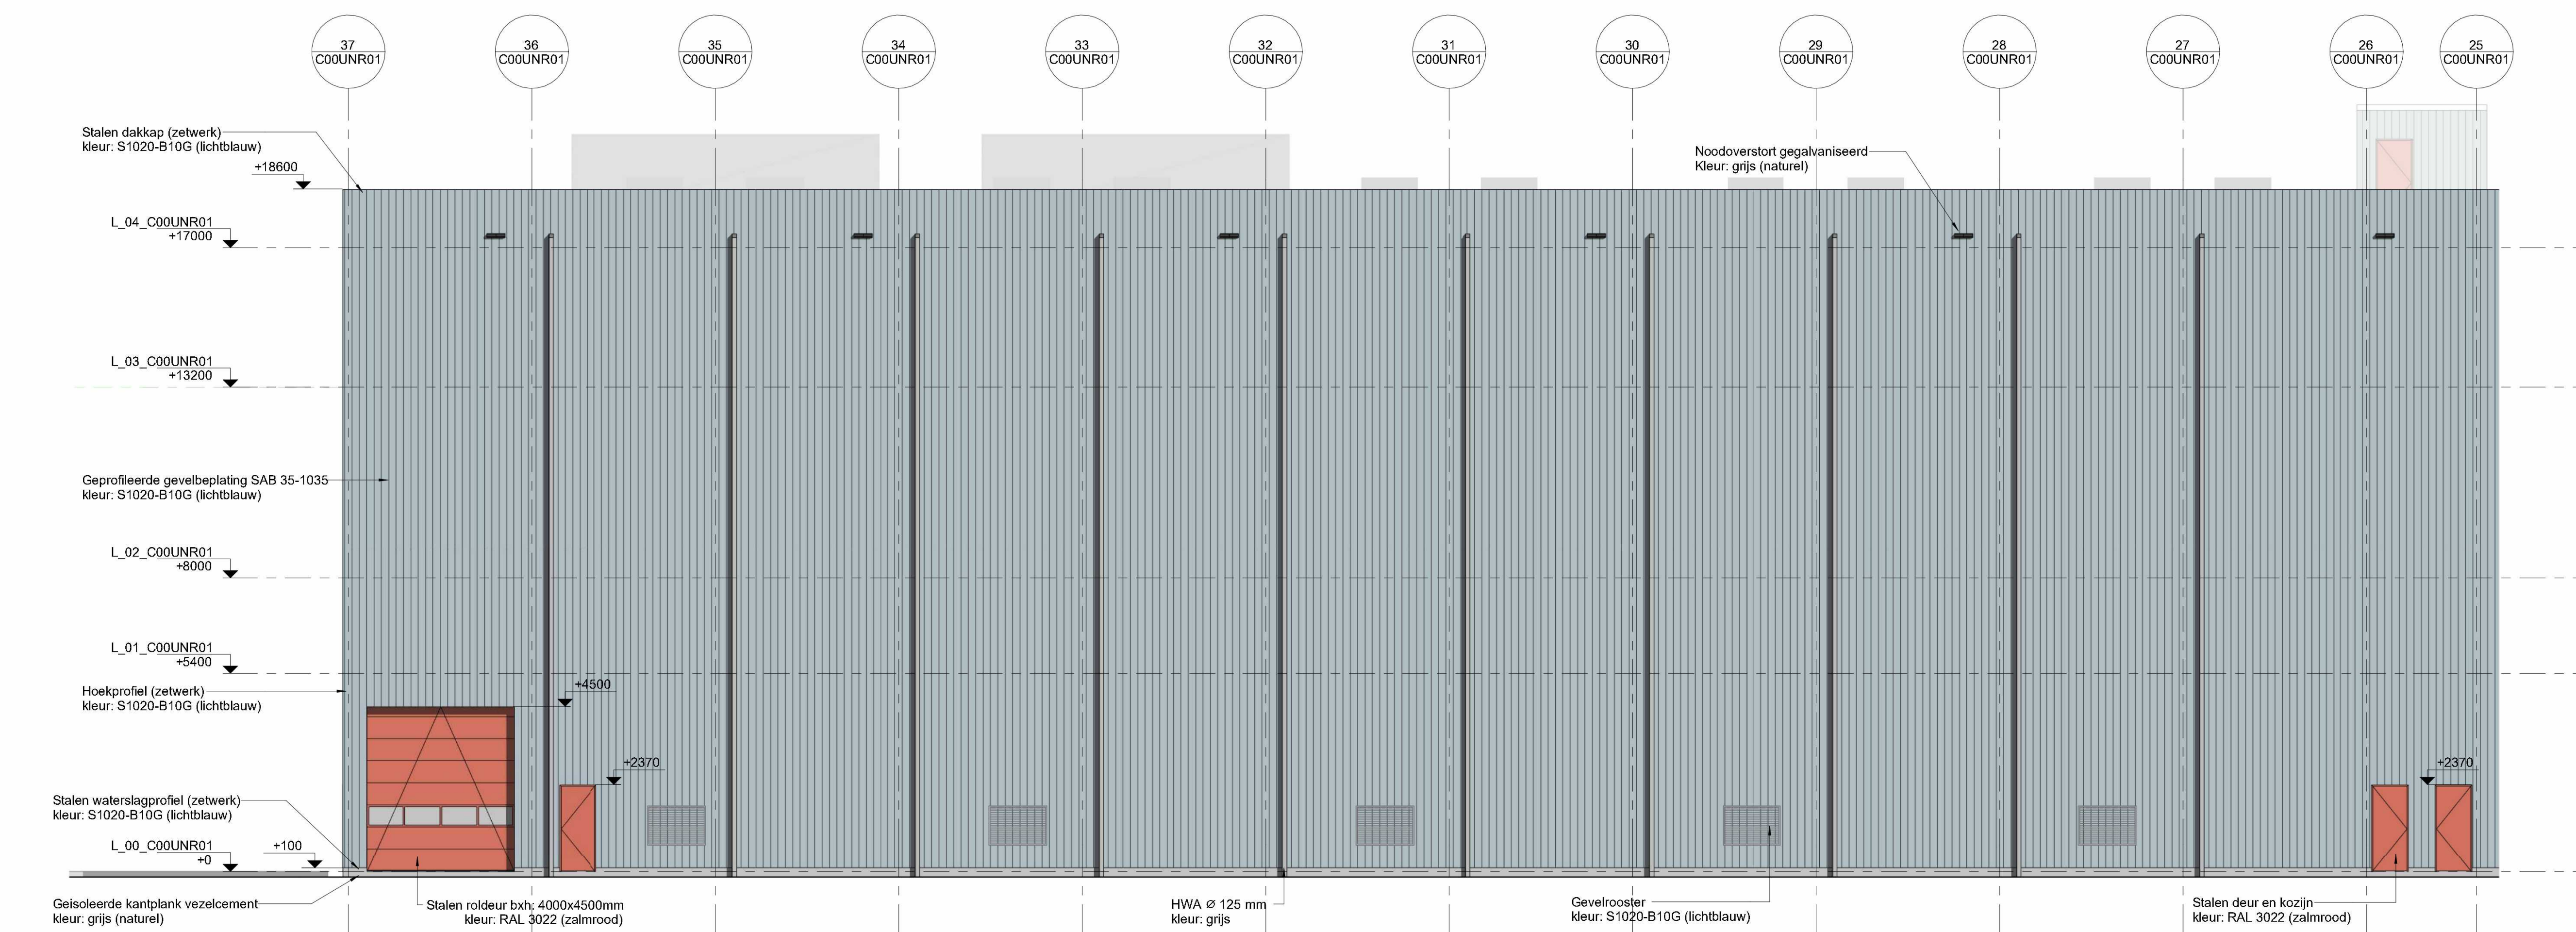 37
C00UNR01
36
C00UNR01
35
C00UNR01
34
C00UNR01
33
C00UNR01
32
C00UNR01
31
C00UNR01
30
C00UNR01
29
C00UNR01
28
C00UNR01
27
C00UNR01
26
C00UNR01
25
C00UNR01
Stalen dakkap (zetwerk)
kleur: S1020-B10G (lichtblauw)
+18600
Noodoverstort gegalvaniseerd
Kleur: grijs (naturel)
L_04_C00UNR01
+17000
L_03_C00UNR01
+13200
Geprofileerde gevelbeplating SAB 35-1035
kleur: S1020-B10G (lichtblauw)
L_02_C00UNR01
+8000
L_01_C00UNR01
+5400
Hoekprofiel (zetwerk)
kleur: S1020-B10G (lichtblauw)
+4500
+2370
+2370
Stalen waterslagprofiel (zetwerk)
kleur: S1020-B10G (lichtblauw)
L_00_C00UNR01
+0
+100
Geisoleerde kantplank vezelcement
kleur: grijs (naturel)
Stalen roldeur bxh: 4000x4500mm
kleur: RAL 3022 (zalmrood)
HWA Ø 125 mm
kleur: grijs
Gevelrooster
kleur: S1020-B10G (lichtblauw)
Stalen deur en kozijn
kleur: RAL 3022 (zalmrood)